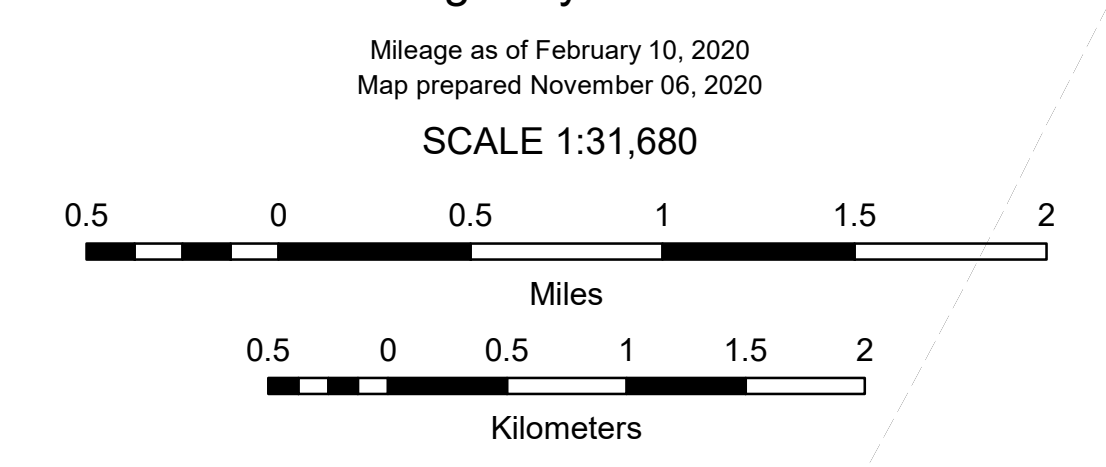 Mileage as of February 10, 2020
Map prepared November 06, 2020
SCALE 1:31,680
0.5 0 0.5 1 1.5 2
Miles
0.5 0 0.5 1 1.5 2
Kilometers